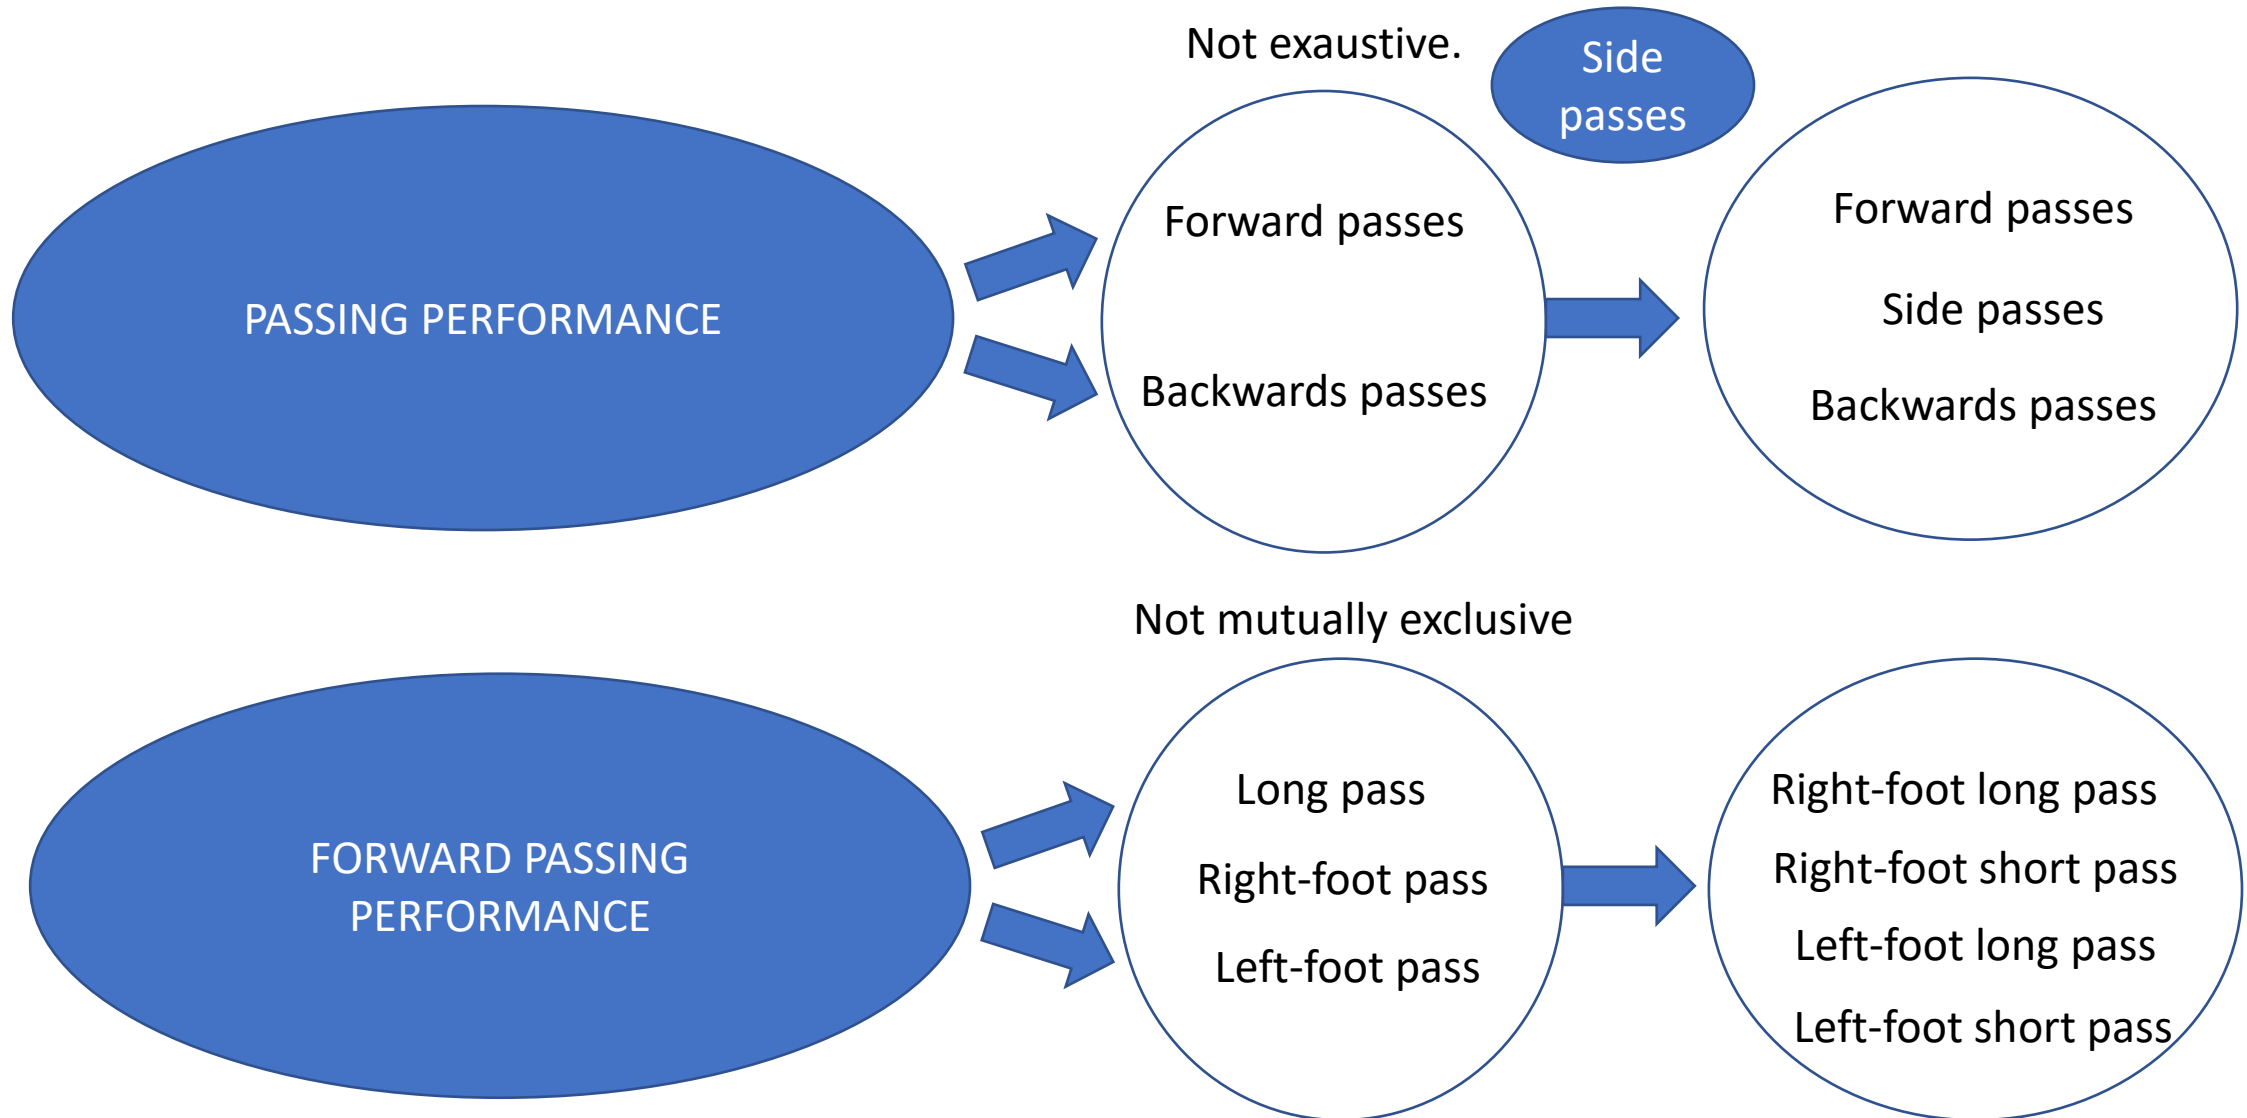 Not exaustive.
Side
passes
PASSING PERFORMANCE
Forward passes
Backwards passes
Forward passes
Side passes
Backwards passes
Not mutually exclusive
FORWARD PASSING
PERFORMANCE
Long pass
Right-foot pass
Left-foot pass
Right-foot long pass
Right-foot short pass
Left-foot long pass
Left-foot short pass